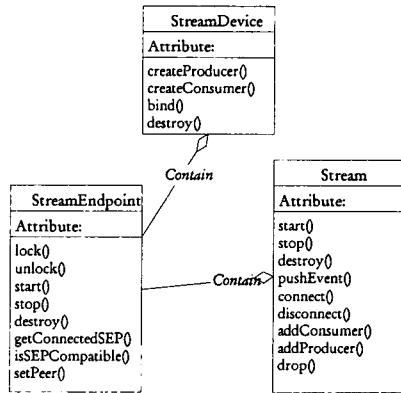 StreamDevice
Attribute:
createProducer()
createConsumer()
bind()
destroy()
Contain
StreamEndpoint
Attribute:
lock()
unlock()
start()
stop()
destroy()
getConnectedSEP()
isSEPCompatible()
setPeer()
Contain
Stream
Attribute:
start()
stop()
destroy()
pushEvent()
connect()
disconnect()
addConsumer()
addProducer()
drop()